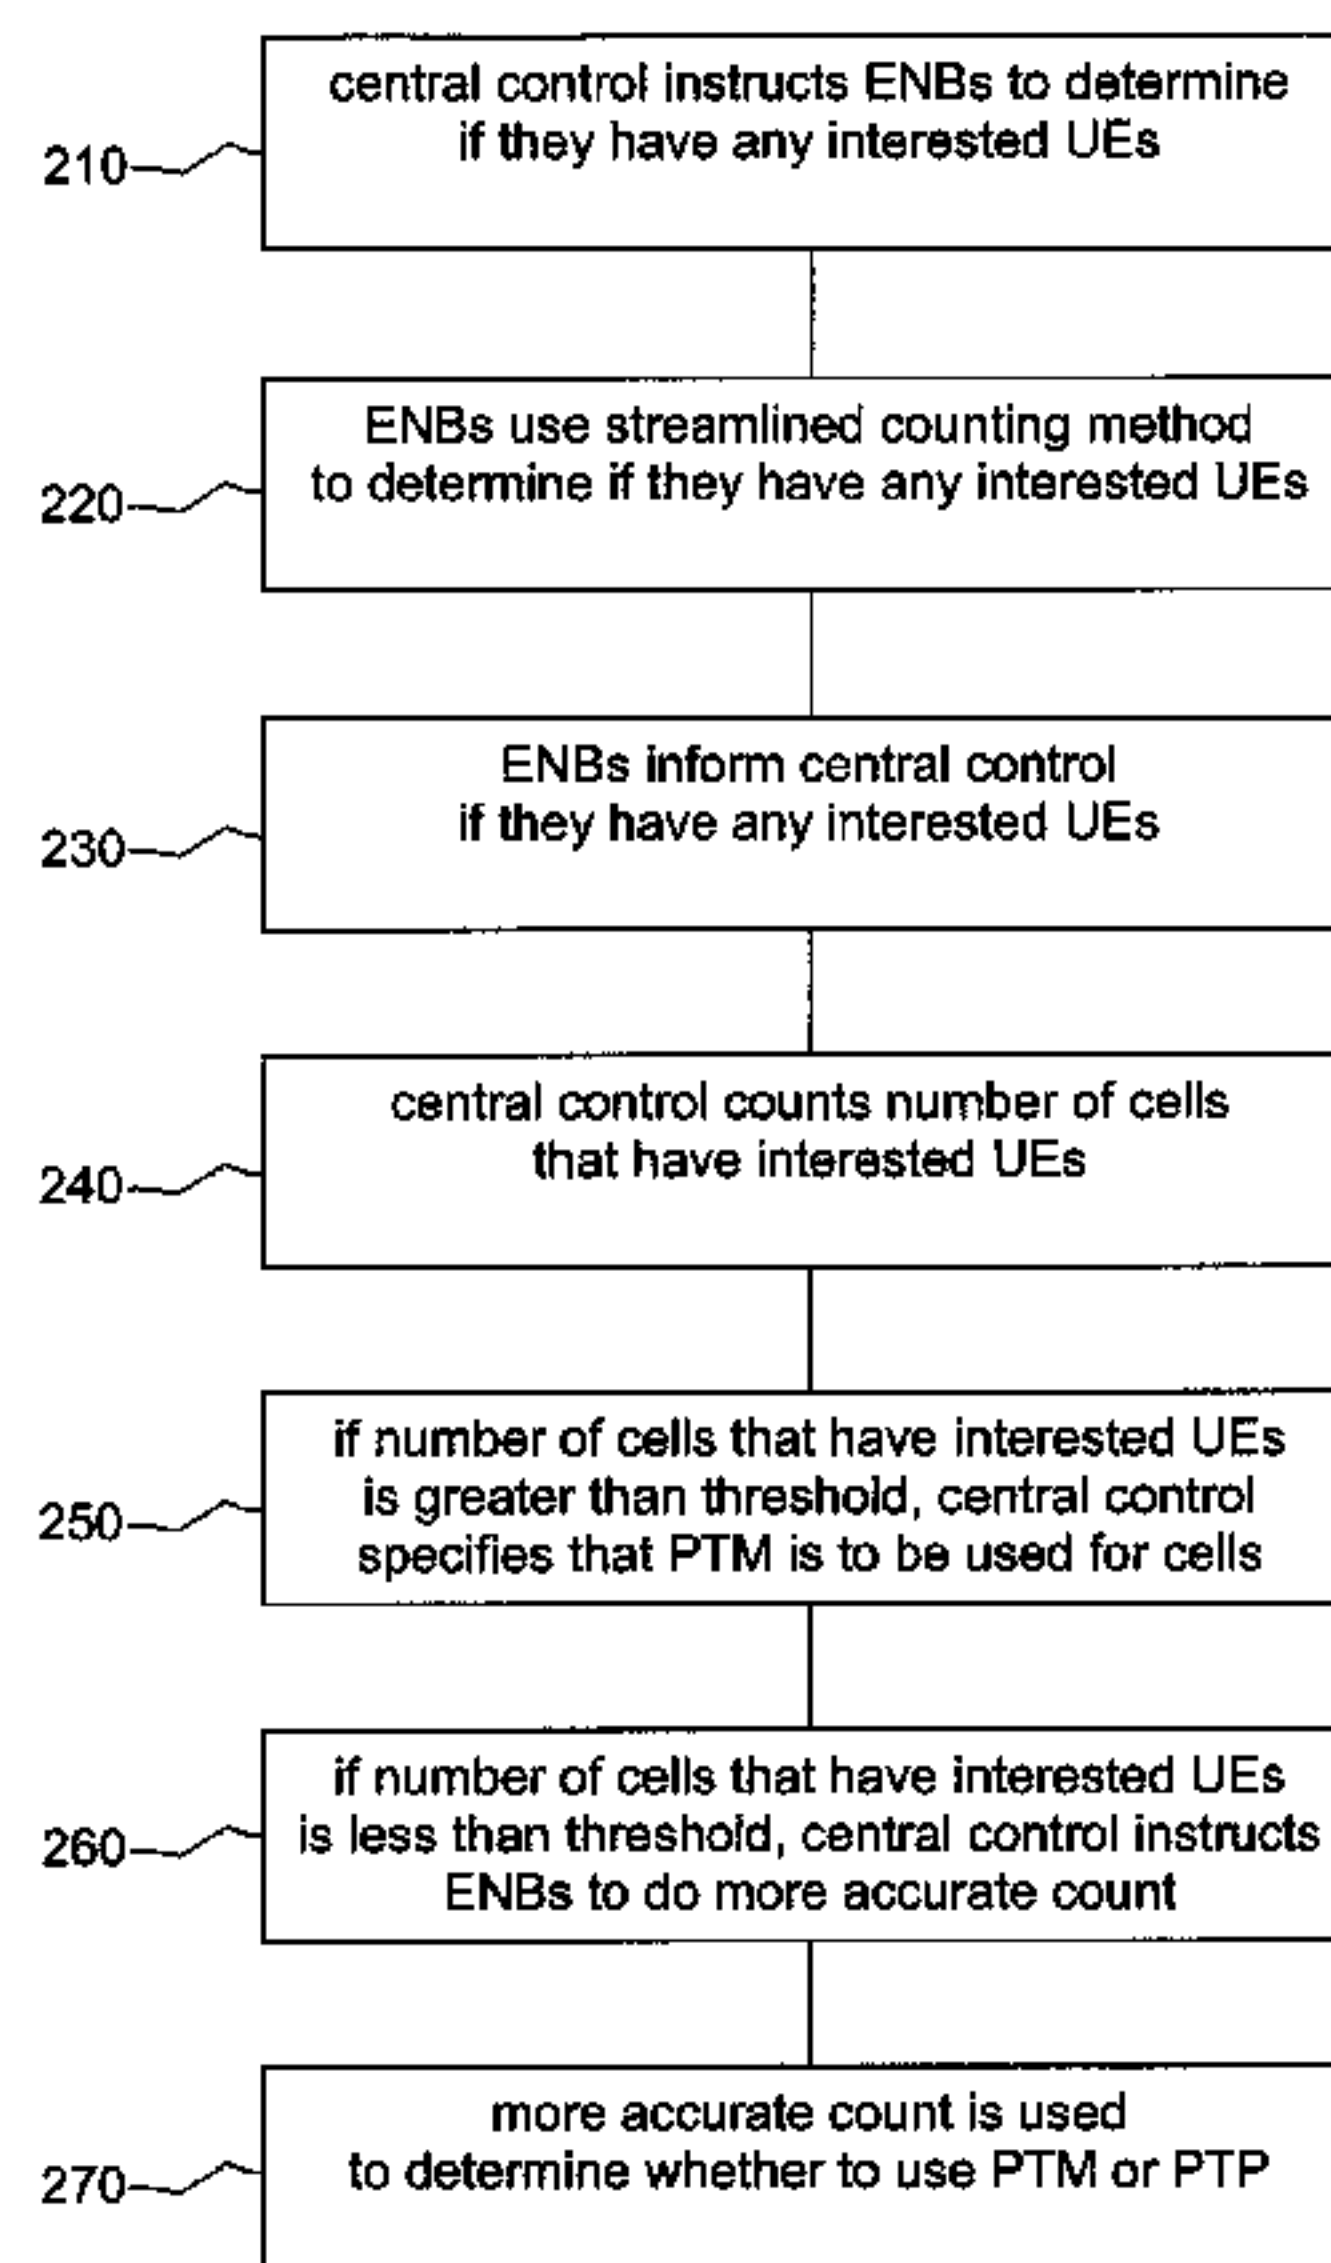 central control instructs ENBs to determine
if they have any interested UEs
210
ENBs use streamlined counting method
to determine if they have any interested UEs
220
ENBs inform central control
if they have any interested UEs
230
central control counts number of cells
that have interested UEs
240
if number of cells that have interested UEs
is greater than threshold, central control
specifies that PTM is to be used for cells
250
if number of cells that have interested UEs
is less than threshold, central control instructs
ENBs to do more accurate count
260
more accurate count is used
to determine whether to use PTM or PTP
270